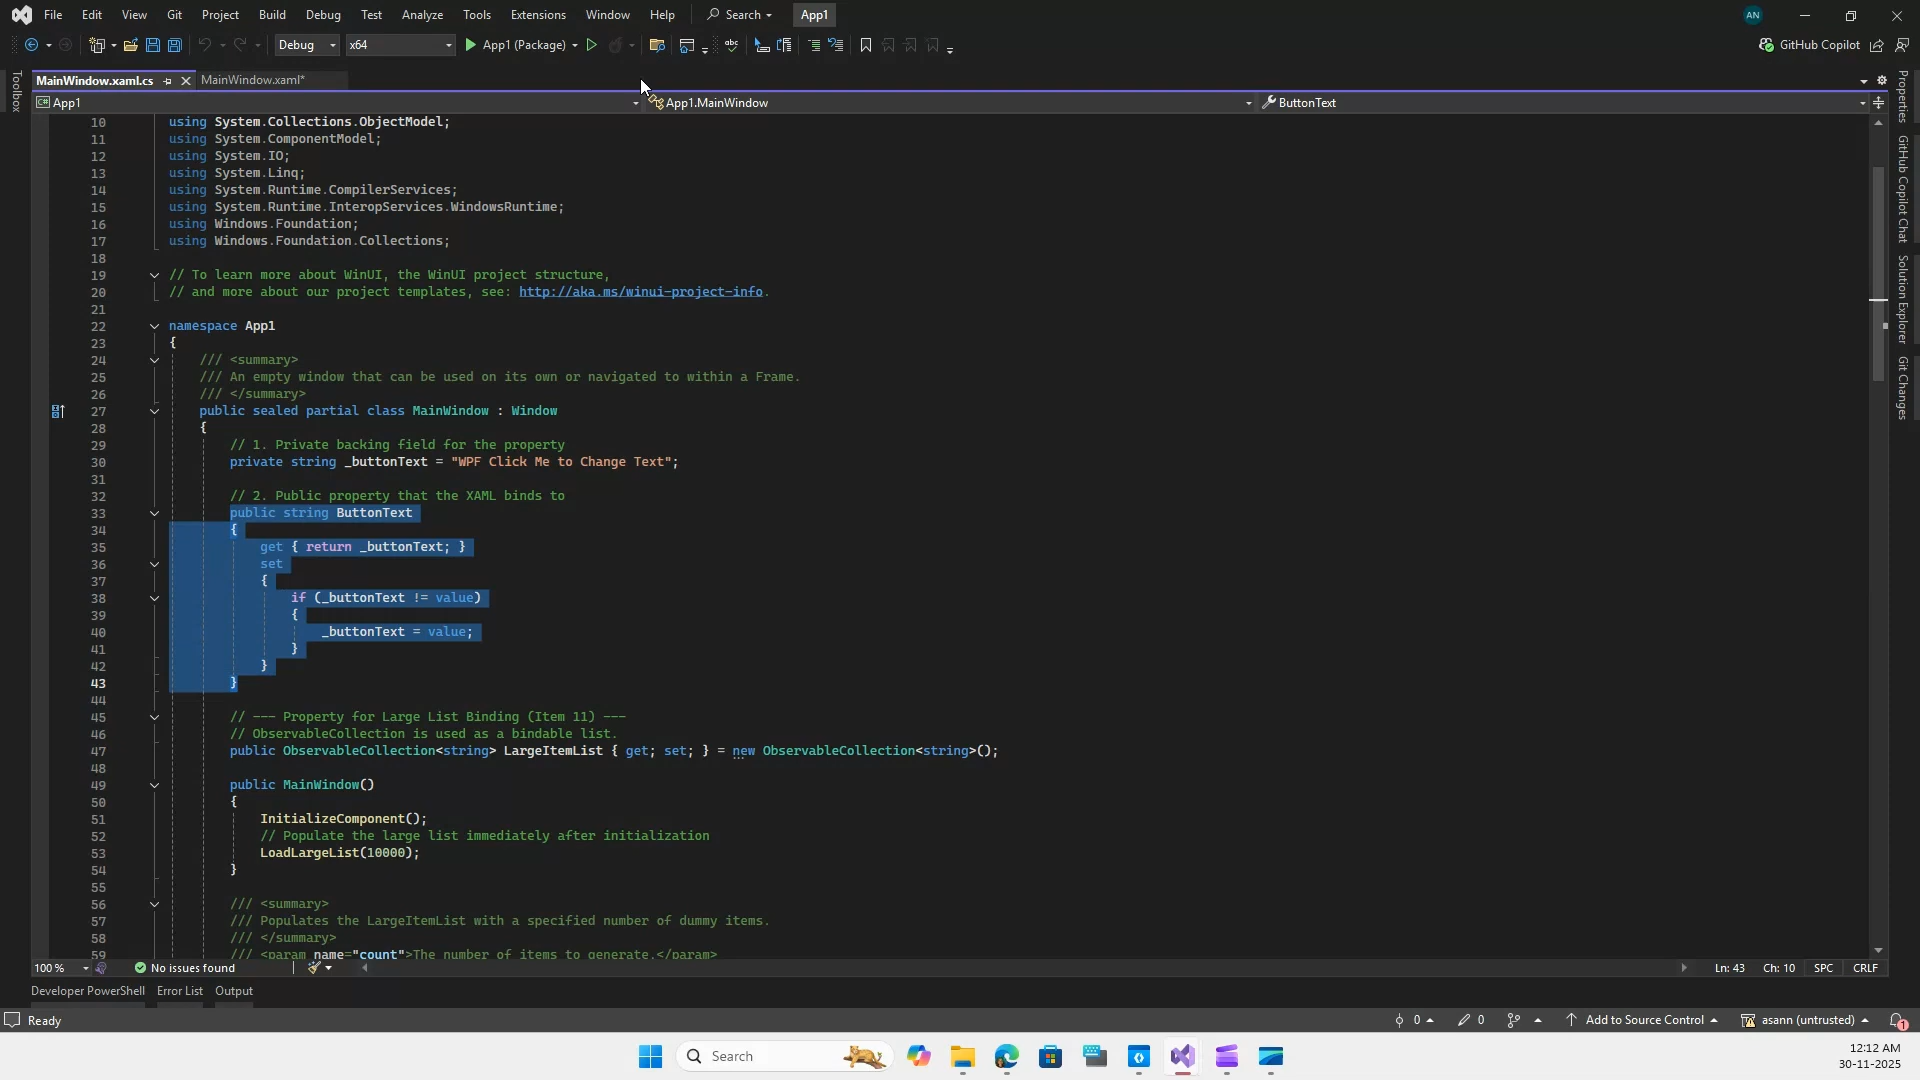 File Edit View Git Project Build Debug Test Analyze Tools Extensions Window Help Search App1 AN
Debug x64 App1 (Package) abc GitHub Copilot
MainWindow.xaml.cs MainWindow.xaml*
Toolbox
C# App1 App1.MainWindow ButtonText
Properties
GitHub Copilot Chat
Solution Explorer
Git Changes
10 using System.Collections.ObjectModel;
11 using System.ComponentModel;
12 using System.IO;
13 using System.Linq;
14 using System.Runtime.CompilerServices;
15 using System.Runtime.InteropServices.WindowsRuntime;
16 using Windows.Foundation;
17 using Windows.Foundation.Collections;
18
19 // To learn more about WinUI, the WinUI project structure,
20 // and more about our project templates, see: http://aka.ms/winui-project-info.
21
22 namespace App1
23 {
24 /// <summary>
25 /// An empty window that can be used on its own or navigated to within a Frame.
26 /// </summary>
27 public sealed partial class MainWindow : Window
28 {
29 // 1. Private backing field for the property
30 private string _buttonText = "WPF Click Me to Change Text";
31
32 // 2. Public property that the XAML binds to
33 public string ButtonText
34 {
35 get { return _buttonText; }
36 set
37 {
38 if (_buttonText != value)
39 {
40 _buttonText = value;
41 }
42 }
43 }
44
45 // --- Property for Large List Binding (Item 11) ---
46 // ObservableCollection is used as a bindable list.
47 public ObservableCollection<string> LargeItemList { get; set; } = new ObservableCollection<string>();
48
49 public MainWindow()
50 {
51 InitializeComponent();
52 // Populate the large list immediately after initialization
53 LoadLargeList(10000);
54 }
55
56 /// <summary>
57 /// Populates the LargeItemList with a specified number of dummy items.
58 /// </summary>
59 /// <param name="count">The number of items to generate.</param>
100 % No issues found Ln: 43 Ch: 10 SPC CRLF
Developer PowerShell Error List Output
Ready 0 0 Add to Source Control asann (untrusted) 1
Search
12:12 AM
30-11-2025